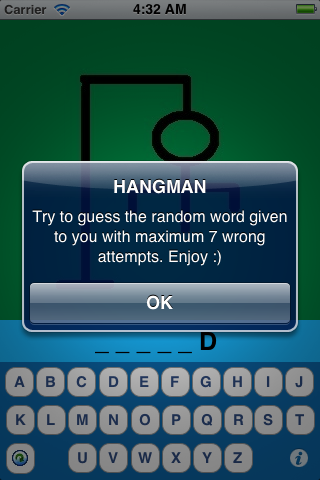 Carrier 4:32 AM
HANGMAN
Try to guess the random word given
to you with maximum 7 wrong
attempts. Enjoy :)
OK
_ _ _ _ _ D
A B C D E F G H I J
K L M N O P Q R S T
U V W X Y Z i